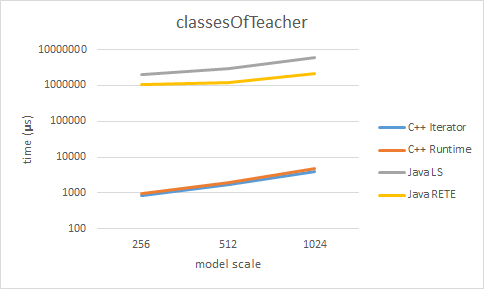 classesOfTeacher
10000000
1000000
100000
10000
1000
100
time (µs)
256 512 1024
model scale
C++ Iterator
C++ Runtime
Java LS
Java RETE